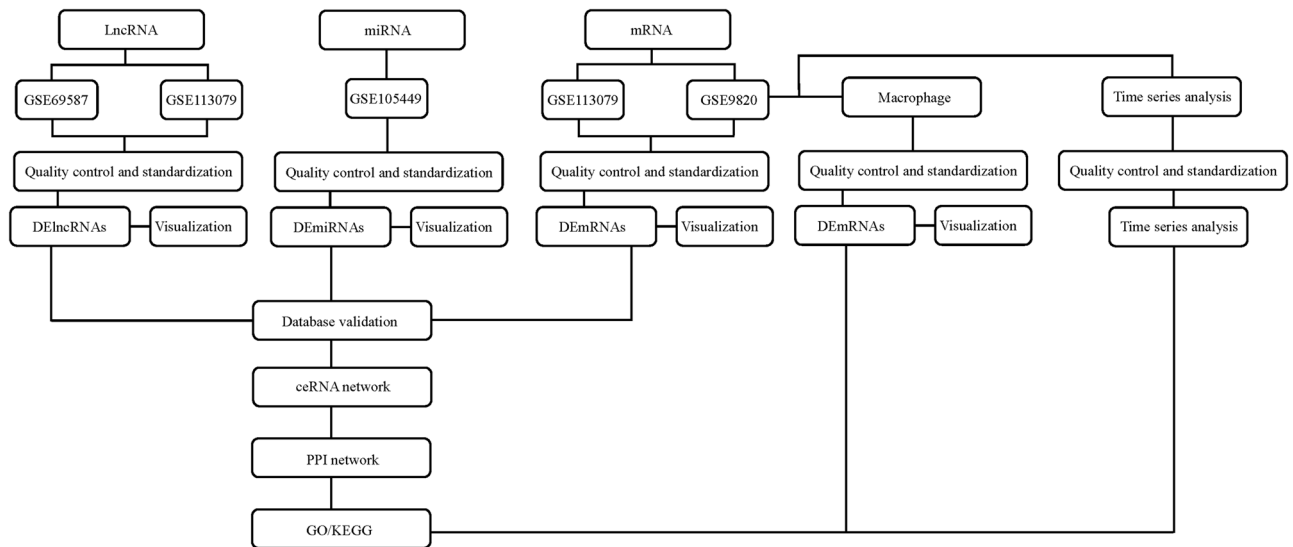 LncRNA
miRNA
mRNA
GSE69587
GSE113079
GSE105449
GSE113079
GSE9820
Macrophage
Time series analysis
Quality control and standardization
Quality control and standardization
Quality control and standardization
Quality control and standardization
Quality control and standardization
DElncRNAs
Visualization
DEmiRNAs
Visualization
DEmRNAs
Visualization
DEmRNAs
Visualization
Time series analysis
Database validation
ceRNA network
PPI network
GO/KEGG